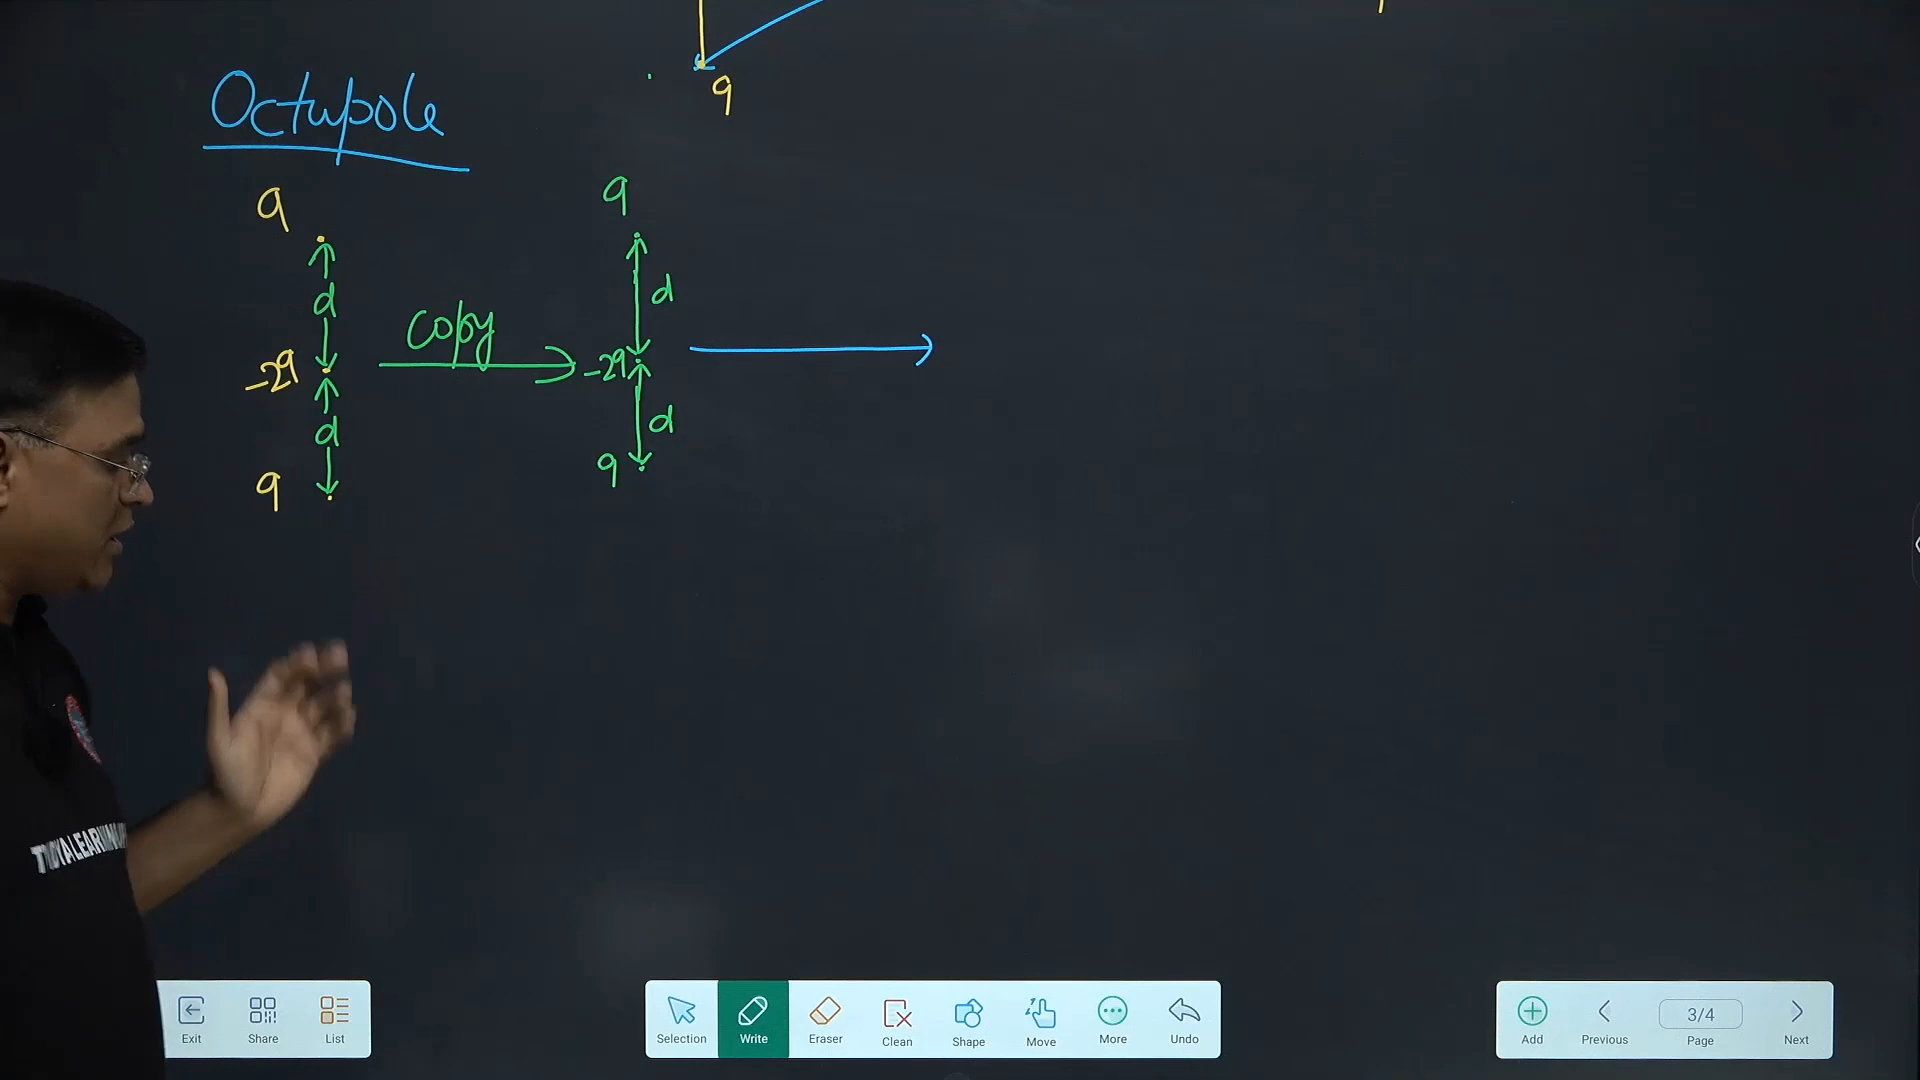 q
Octupole
q
q
d
d
copy
-2q
-2q
d
d
q
q
Exit
Share
List
Selection
Write
Eraser
Clean
Shape
Move
More
Undo
Add
Previous
3/4
Page
Next